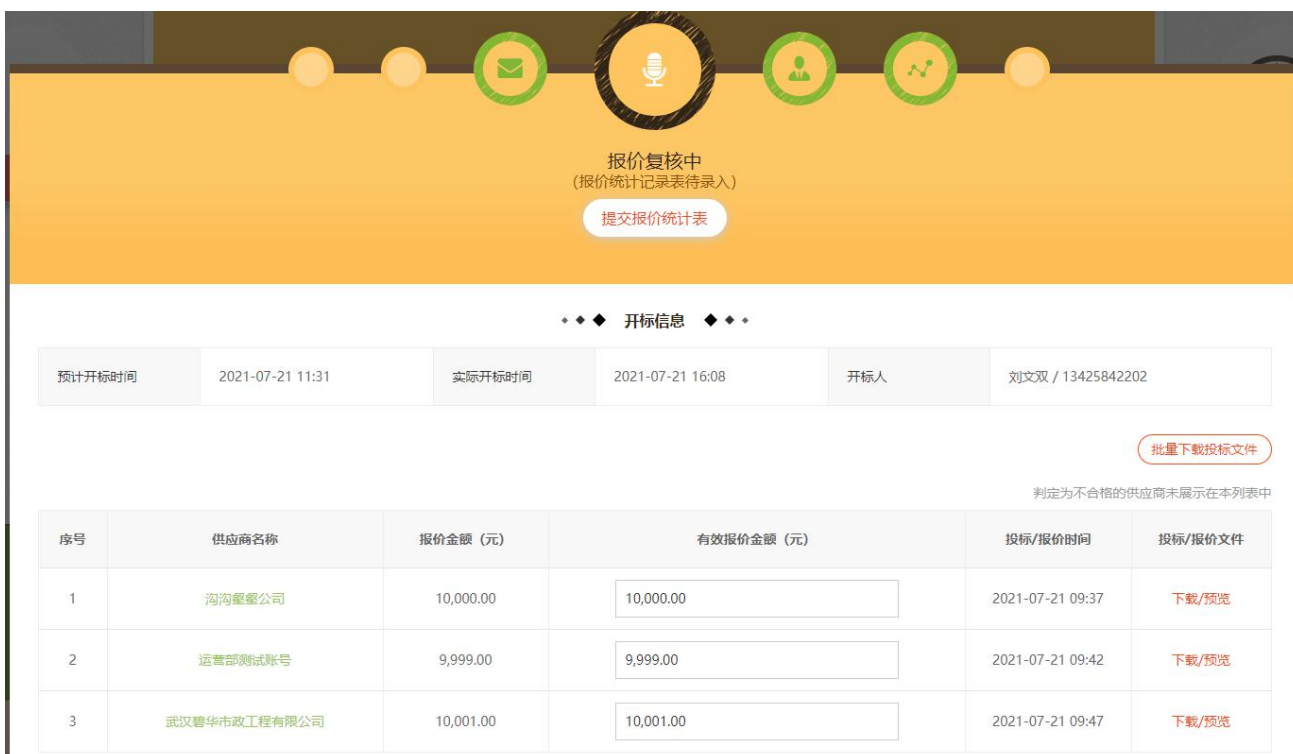 报价复核中
(报价统计记录表待录入)
提交报价统计表
开标信息
预计开标时间 2021-07-21 11:31 实际开标时间 2021-07-21 16:08 开标人 刘文双 / 13425842202
批量下载投标文件
判定为不合格的供应商未展示在本列表中
序号 供应商名称 报价金额（元） 有效报价金额（元） 投标/报价时间 投标/报价文件
1 沟沟壑壑公司 10,000.00 10,000.00 2021-07-21 09:37 下载/预览
2 运营部测试账号 9,999.00 9,999.00 2021-07-21 09:42 下载/预览
3 武汉碧华市政工程有限公司 10,001.00 10,001.00 2021-07-21 09:47 下载/预览